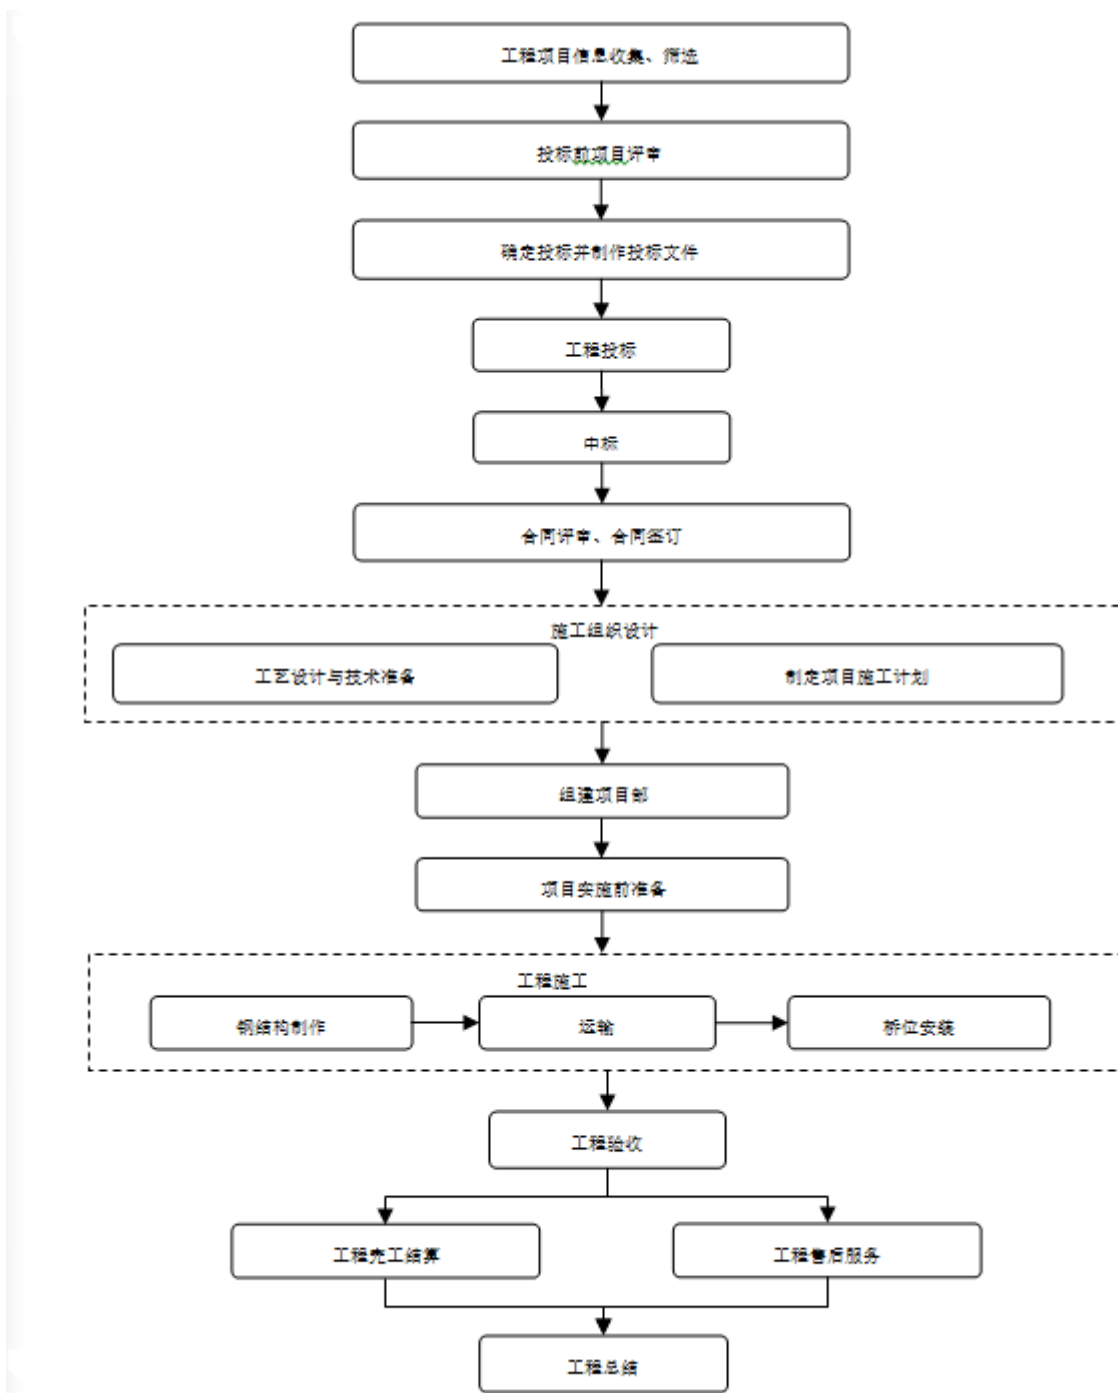 工程项目信息收集、筛选
投标前项目评审
确定投标并制作投标文件
工程投标
中标
合同评审、合同签订
施工组织设计
工艺设计与技术准备
制定项目施工计划
组建项目部
项目实施前准备
工程施工
钢结构制作
运输
桥位安装
工程验收
工程完工结算
工程售后服务
工程总结